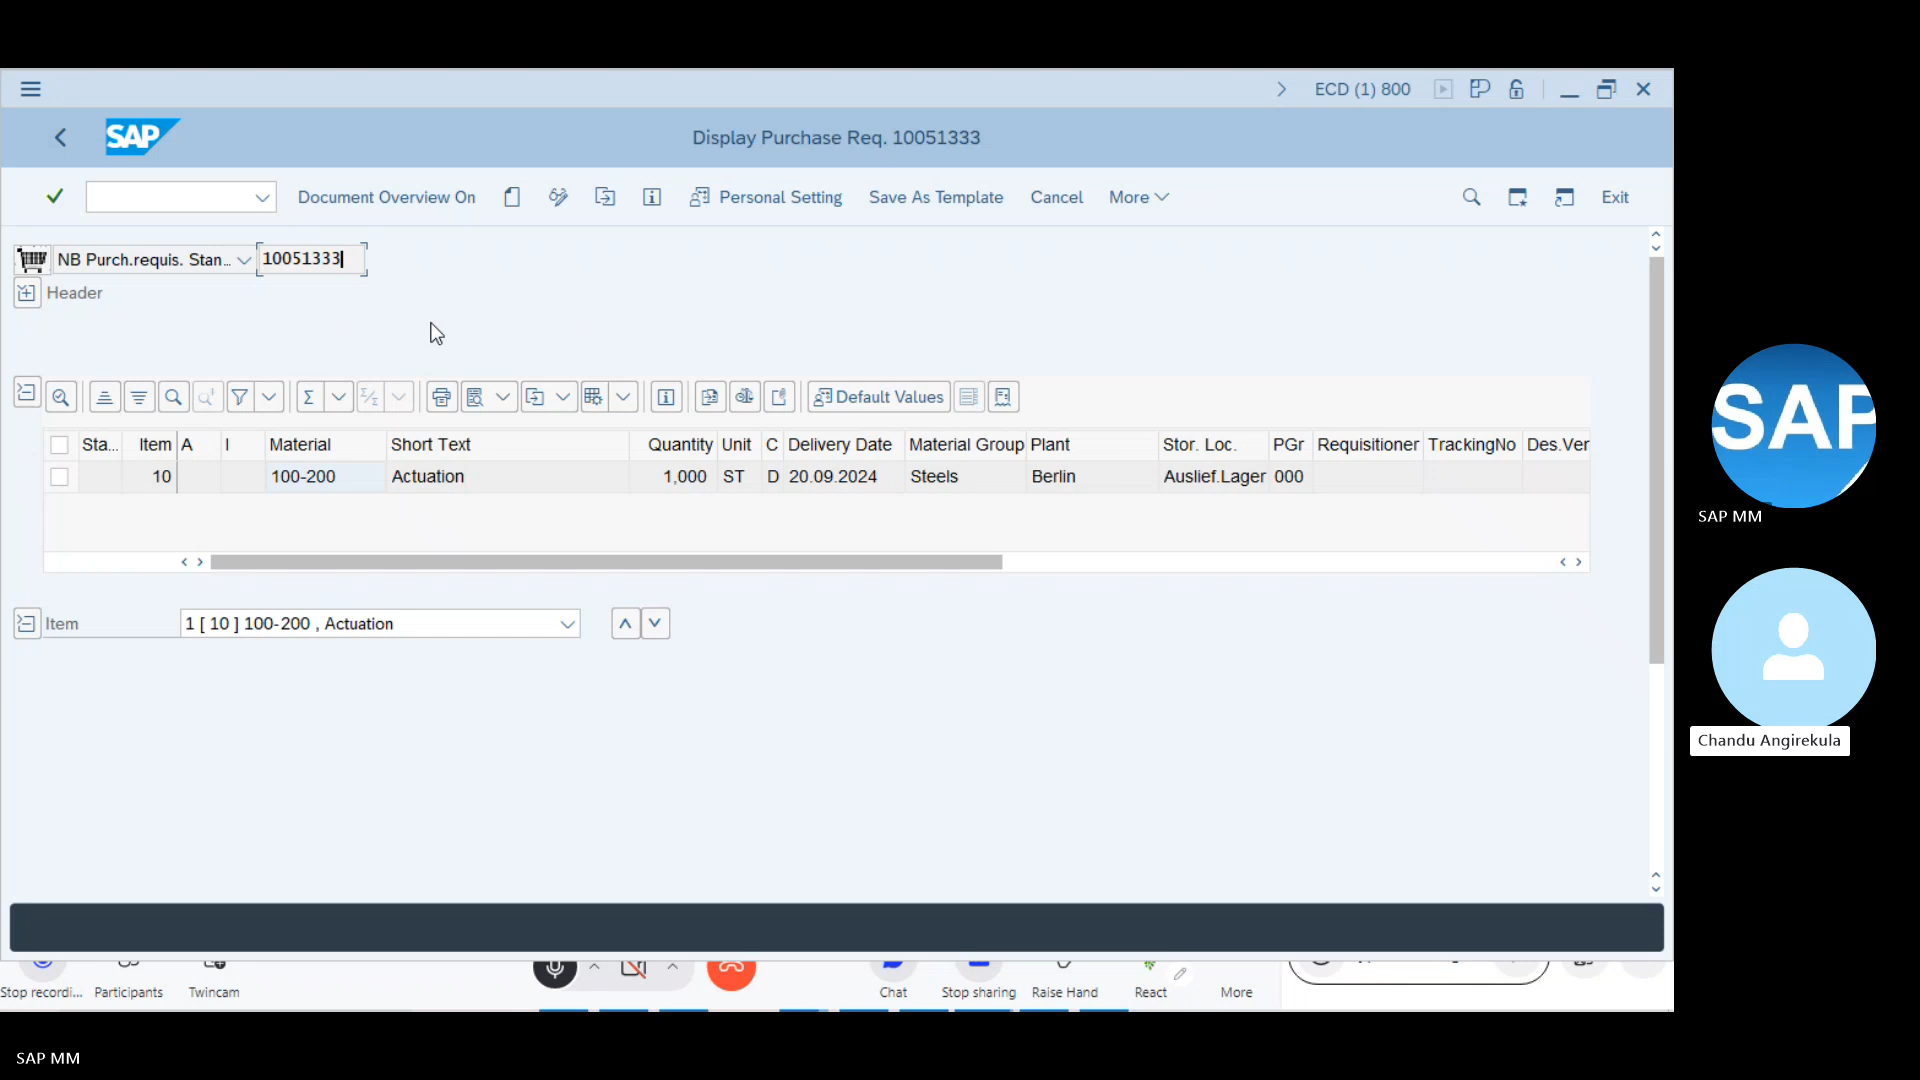 ECD (1) 800
SAP
Display Purchase Req. 10051333
Document Overview On
Personal Setting
Save As Template
Cancel
More
Exit
NB Purch.requis. Stan...
10051333
Header
Default Values
Sta... Item A I Material Short Text Quantity Unit C Delivery Date Material Group Plant Stor. Loc. PGr Requisitioner TrackingNo Des.Ver
10 100-200 Actuation 1,000 ST D 20.09.2024 Steels Berlin Auslief.Lager 000
Item
1 [ 10 ] 100-200 , Actuation
SAP
SAP MM
Chandu Angirekula
Stop recordi...
Participants
Twincam
Chat
Stop sharing
Raise Hand
React
More
SAP MM